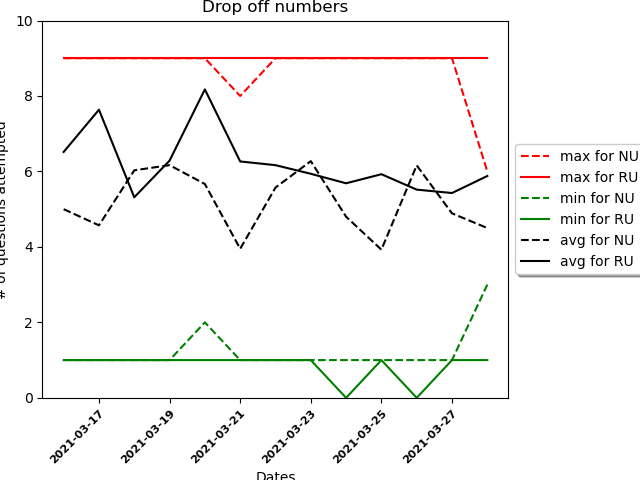 Drop off numbers
# of questions attempted
10
8
6
4
2
0
2021-03-17
2021-03-19
2021-03-21
2021-03-23
2021-03-25
2021-03-27
Dates
max for NU
max for RU
min for NU
min for RU
avg for NU
avg for RU